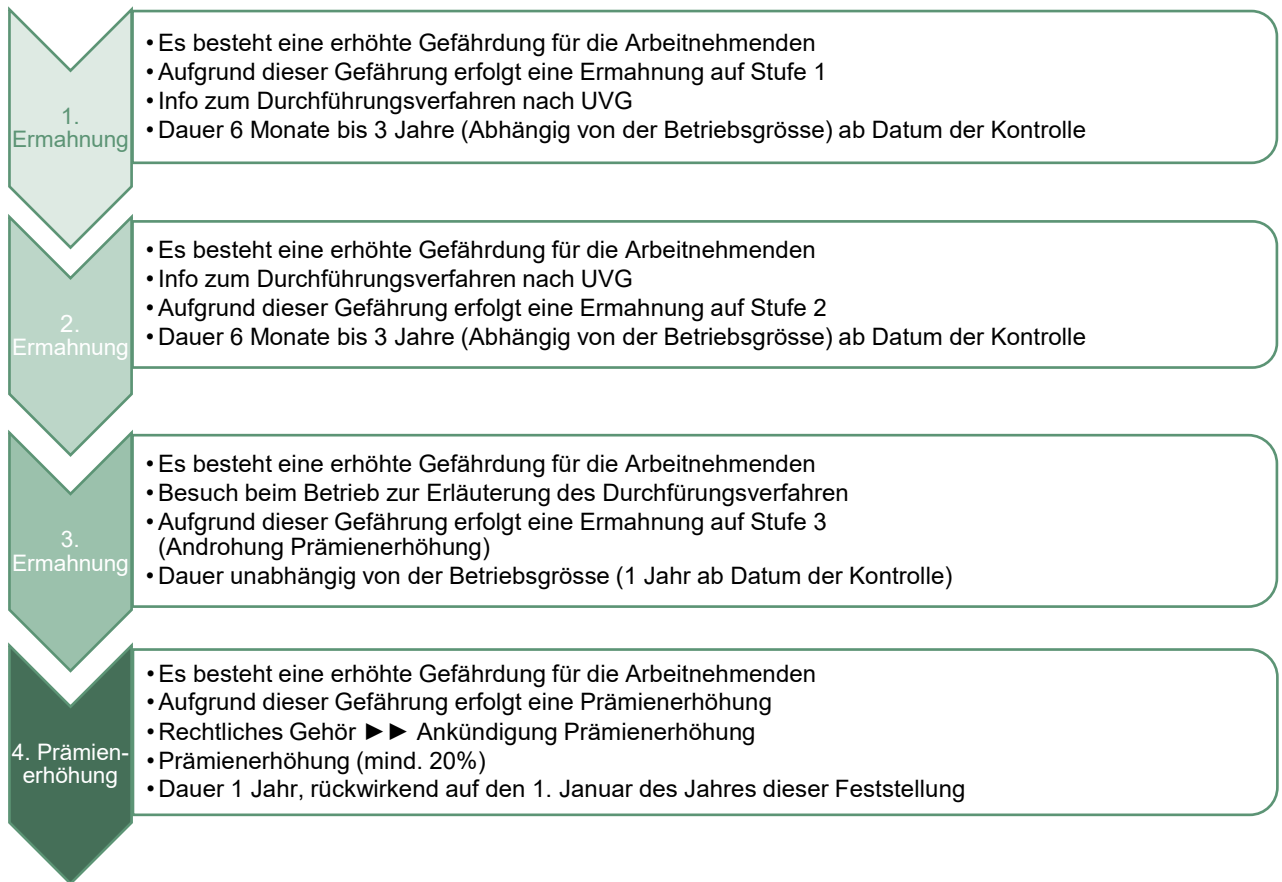 1.
Ermahnung
• Es besteht eine erhöhte Gefährdung für die Arbeitnehmenden
• Aufgrund dieser Gefährung erfolgt eine Ermahnung auf Stufe 1
• Info zum Durchführungsverfahren nach UVG
• Dauer 6 Monate bis 3 Jahre (Abhängig von der Betriebsgrösse) ab Datum der Kontrolle
2.
Ermahnung
• Es besteht eine erhöhte Gefährdung für die Arbeitnehmenden
• Info zum Durchführungsverfahren nach UVG
• Aufgrund dieser Gefährung erfolgt eine Ermahnung auf Stufe 2
• Dauer 6 Monate bis 3 Jahre (Abhängig von der Betriebsgrösse) ab Datum der Kontrolle
3.
Ermahnung
• Es besteht eine erhöhte Gefährdung für die Arbeitnehmenden
• Besuch beim Betrieb zur Erläuterung des Durchfürungsverfahren
• Aufgrund dieser Gefährung erfolgt eine Ermahnung auf Stufe 3
(Androhung Prämienerhöhung)
• Dauer unabhängig von der Betriebsgrösse (1 Jahr ab Datum der Kontrolle)
4. Prämien-
erhöhung
• Es besteht eine erhöhte Gefährdung für die Arbeitnehmenden
• Aufgrund dieser Gefährung erfolgt eine Prämienerhöhung
• Rechtliches Gehör ►► Ankündigung Prämienerhöhung
• Prämienerhöhung (mind. 20%)
• Dauer 1 Jahr, rückwirkend auf den 1. Januar des Jahres dieser Feststellung